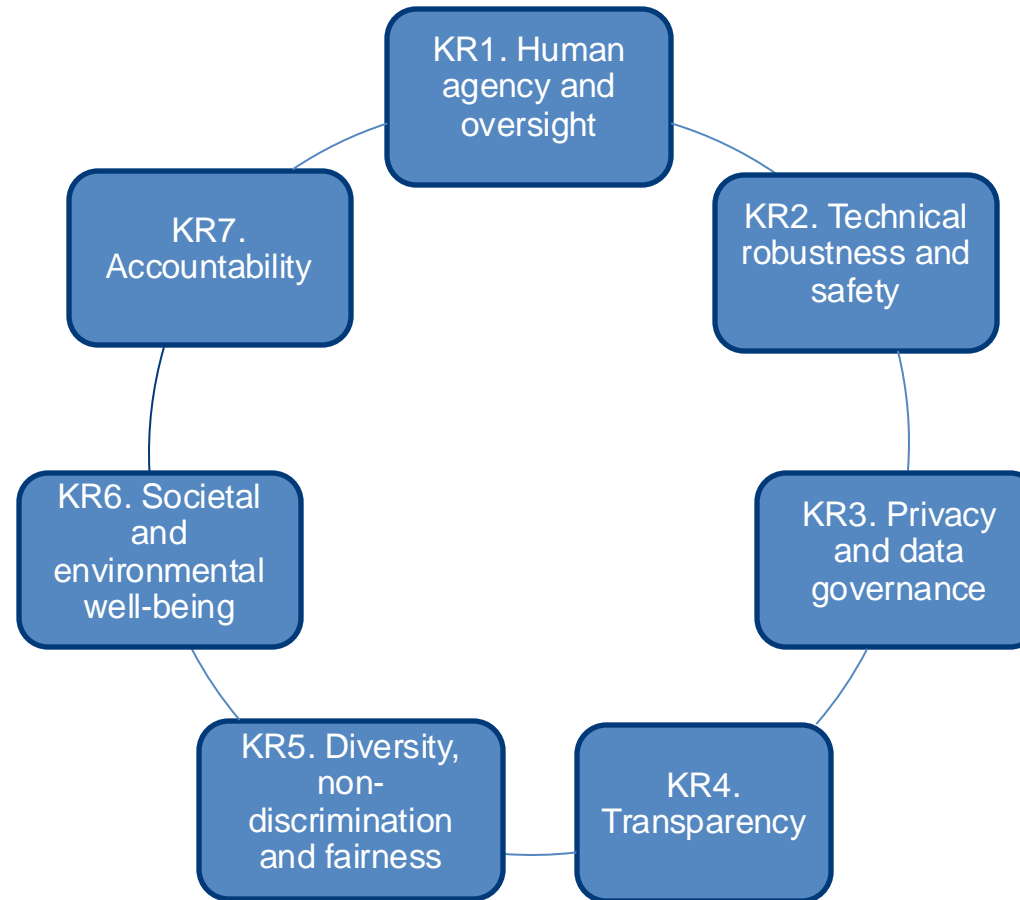 KR1. Human
agency and
oversight
KR2. Technical
robustness and
safety
KR3. Privacy
and data
governance
KR4.
Transparency
KR5. Diversity,
non-
discrimination
and fairness
KR6. Societal
and
environmental
well-being
KR7.
Accountability